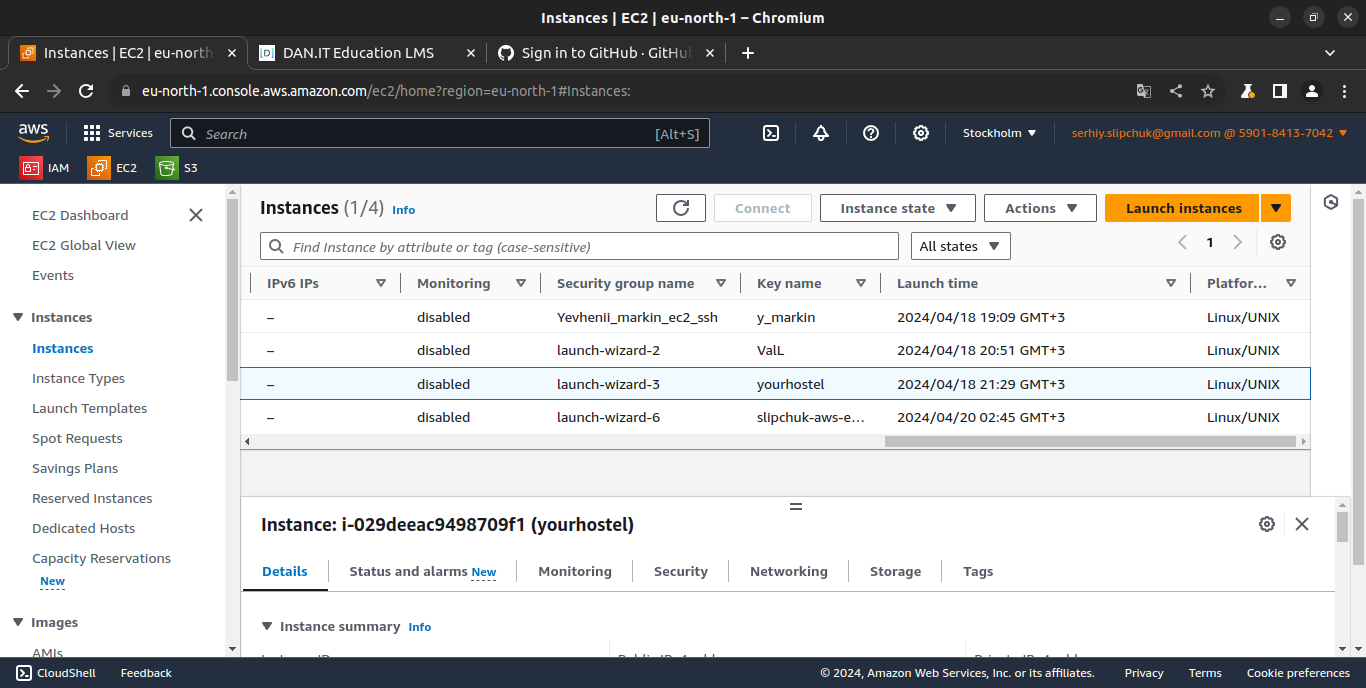 Instances | EC2 | eu-north-1 – Chromium
Instances | EC2 | eu-north
DAN.IT Education LMS
Sign in to GitHub · GitHu
eu-north-1.console.aws.amazon.com/ec2/home?region=eu-north-1#Instances:
aws
Services
Search
[Alt+S]
Stockholm
serhiy.slipchuk@gmail.com @ 5901-8413-7042
IAM
EC2
S3
EC2 Dashboard
EC2 Global View
Events
Instances
Instances
Instance Types
Launch Templates
Spot Requests
Savings Plans
Reserved Instances
Dedicated Hosts
Capacity Reservations
New
Images
AMIs
Instances (1/4) Info
Connect
Instance state
Actions
Launch instances
Find Instance by attribute or tag (case-sensitive)
All states
1
IPv6 IPs Monitoring Security group name Key name Launch time Platfor...
– disabled Yevhenii_markin_ec2_ssh y_markin 2024/04/18 19:09 GMT+3 Linux/UNIX
– disabled launch-wizard-2 ValL 2024/04/18 20:51 GMT+3 Linux/UNIX
– disabled launch-wizard-3 yourhostel 2024/04/18 21:29 GMT+3 Linux/UNIX
– disabled launch-wizard-6 slipchuk-aws-e... 2024/04/20 02:45 GMT+3 Linux/UNIX
Instance: i-029deeac9498709f1 (yourhostel)
Details
Status and alarms New
Monitoring
Security
Networking
Storage
Tags
Instance summary Info
CloudShell
Feedback
© 2024, Amazon Web Services, Inc. or its affiliates.
Privacy
Terms
Cookie preferences